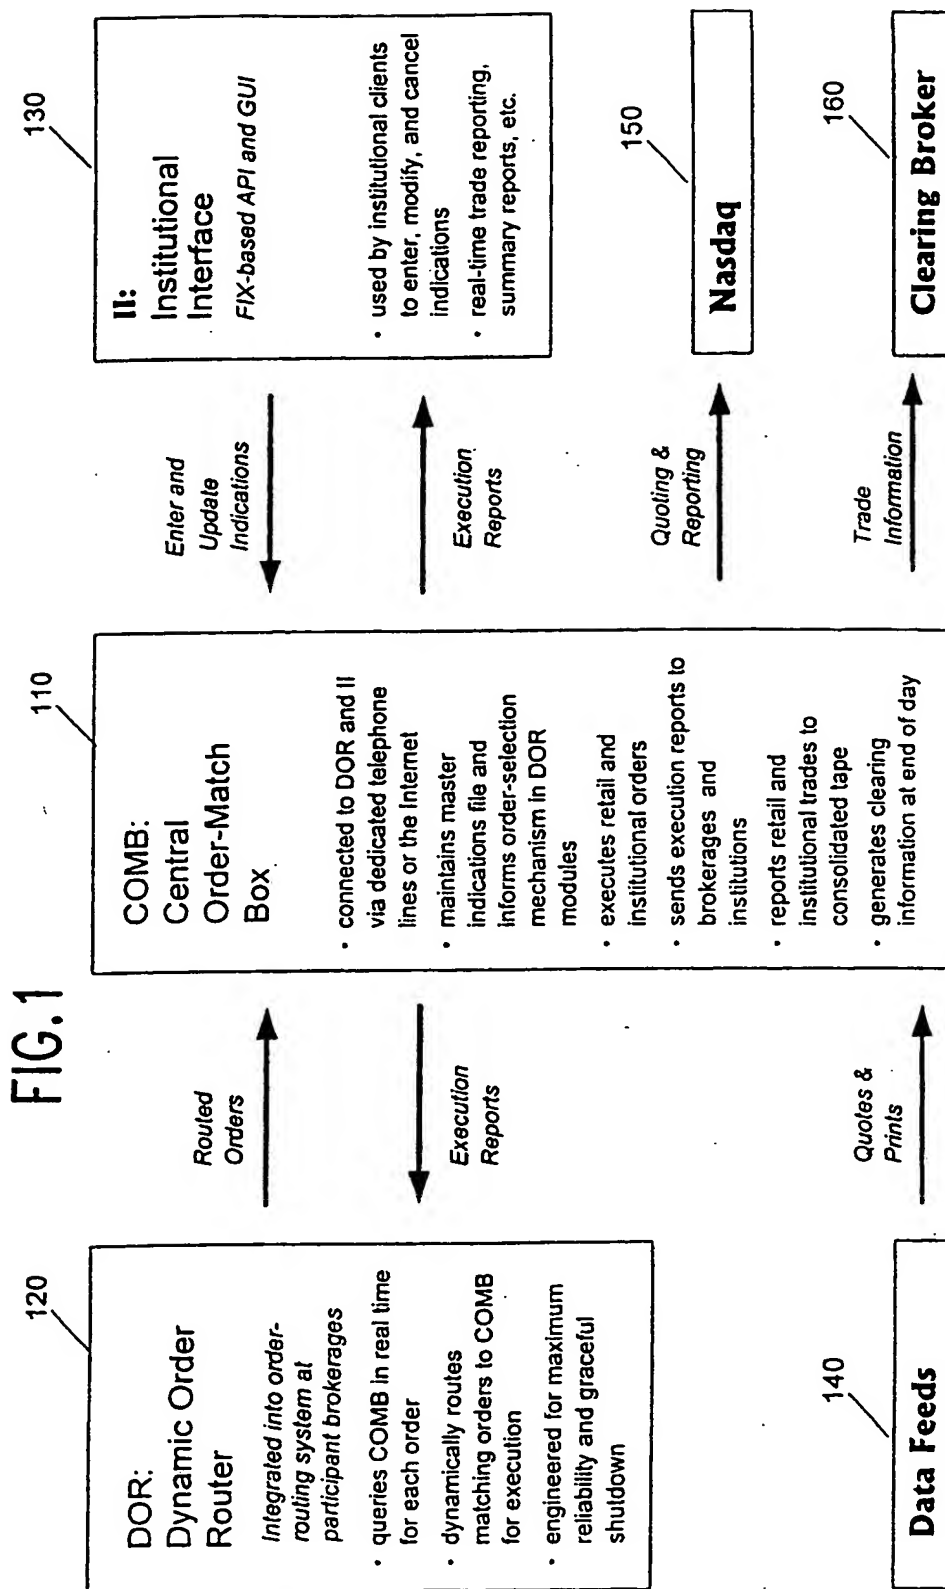 FIG.1
120
DOR:
Dynamic Order
Router
Integrated into order-
routing system at
participant brokerages
• queries COMB in real time
for each order
• dynamically routes
matching orders to COMB
for execution
• engineered for maximum
reliability and graceful
shutdown
Routed
Orders
Execution
Reports
110
COMB:
Central
Order-Match
Box
• connected to DOR and II
via dedicated telephone
lines or the Internet
• maintains master
indications file and
informs order-selection
mechanism in DOR
modules
• executes retail and
institutional orders
• sends execution reports to
brokerages and
institutions
• reports retail and
institutional trades to
consolidated tape
• generates clearing
information at end of day
Enter and
Update
Indications
Execution
Reports
130
II:
Institutional
Interface
FIX-based API and GUI
• used by institutional clients
to enter, modify, and cancel
indications
• real-time trade reporting,
summary reports, etc.
140
Data Feeds
Quotes &
Prints
Quoting &
Reporting
150
Nasdaq
Trade
Information
160
Clearing Broker